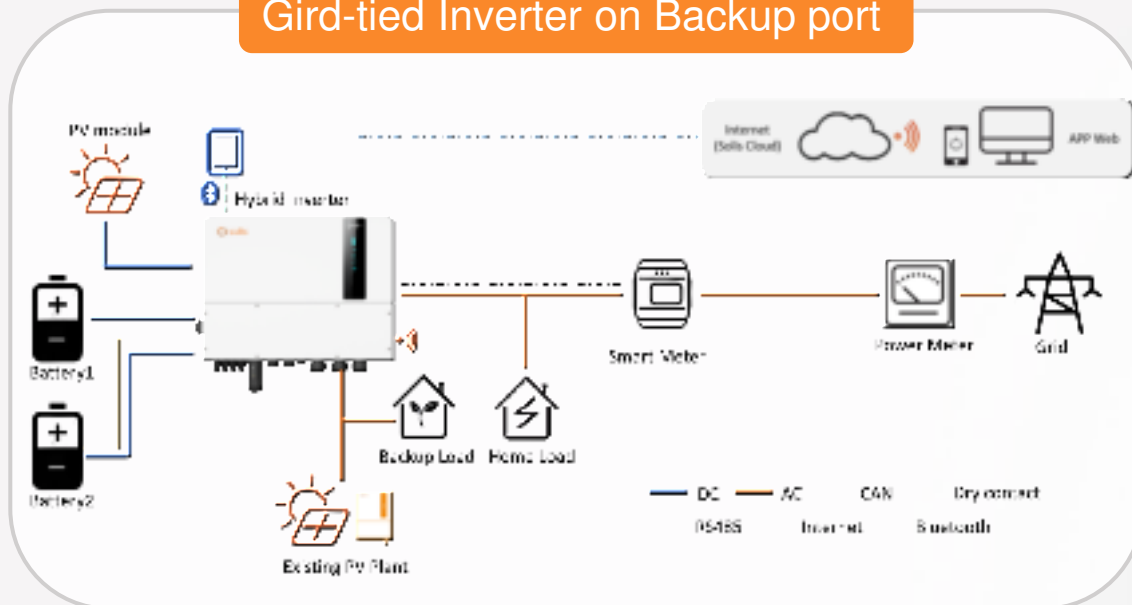 Gird-tied Inverter on Backup port
PV module
Internet
(Solis Cloud)
APP Web
Hybrid Inverter
Battery1
Smart Meter
Power Meter
Grid
Backup Load
Home Load
Battery2
DC
AC
CAN
Dry contact
RS485
Internet
Bluetooth
Existing PV Plant